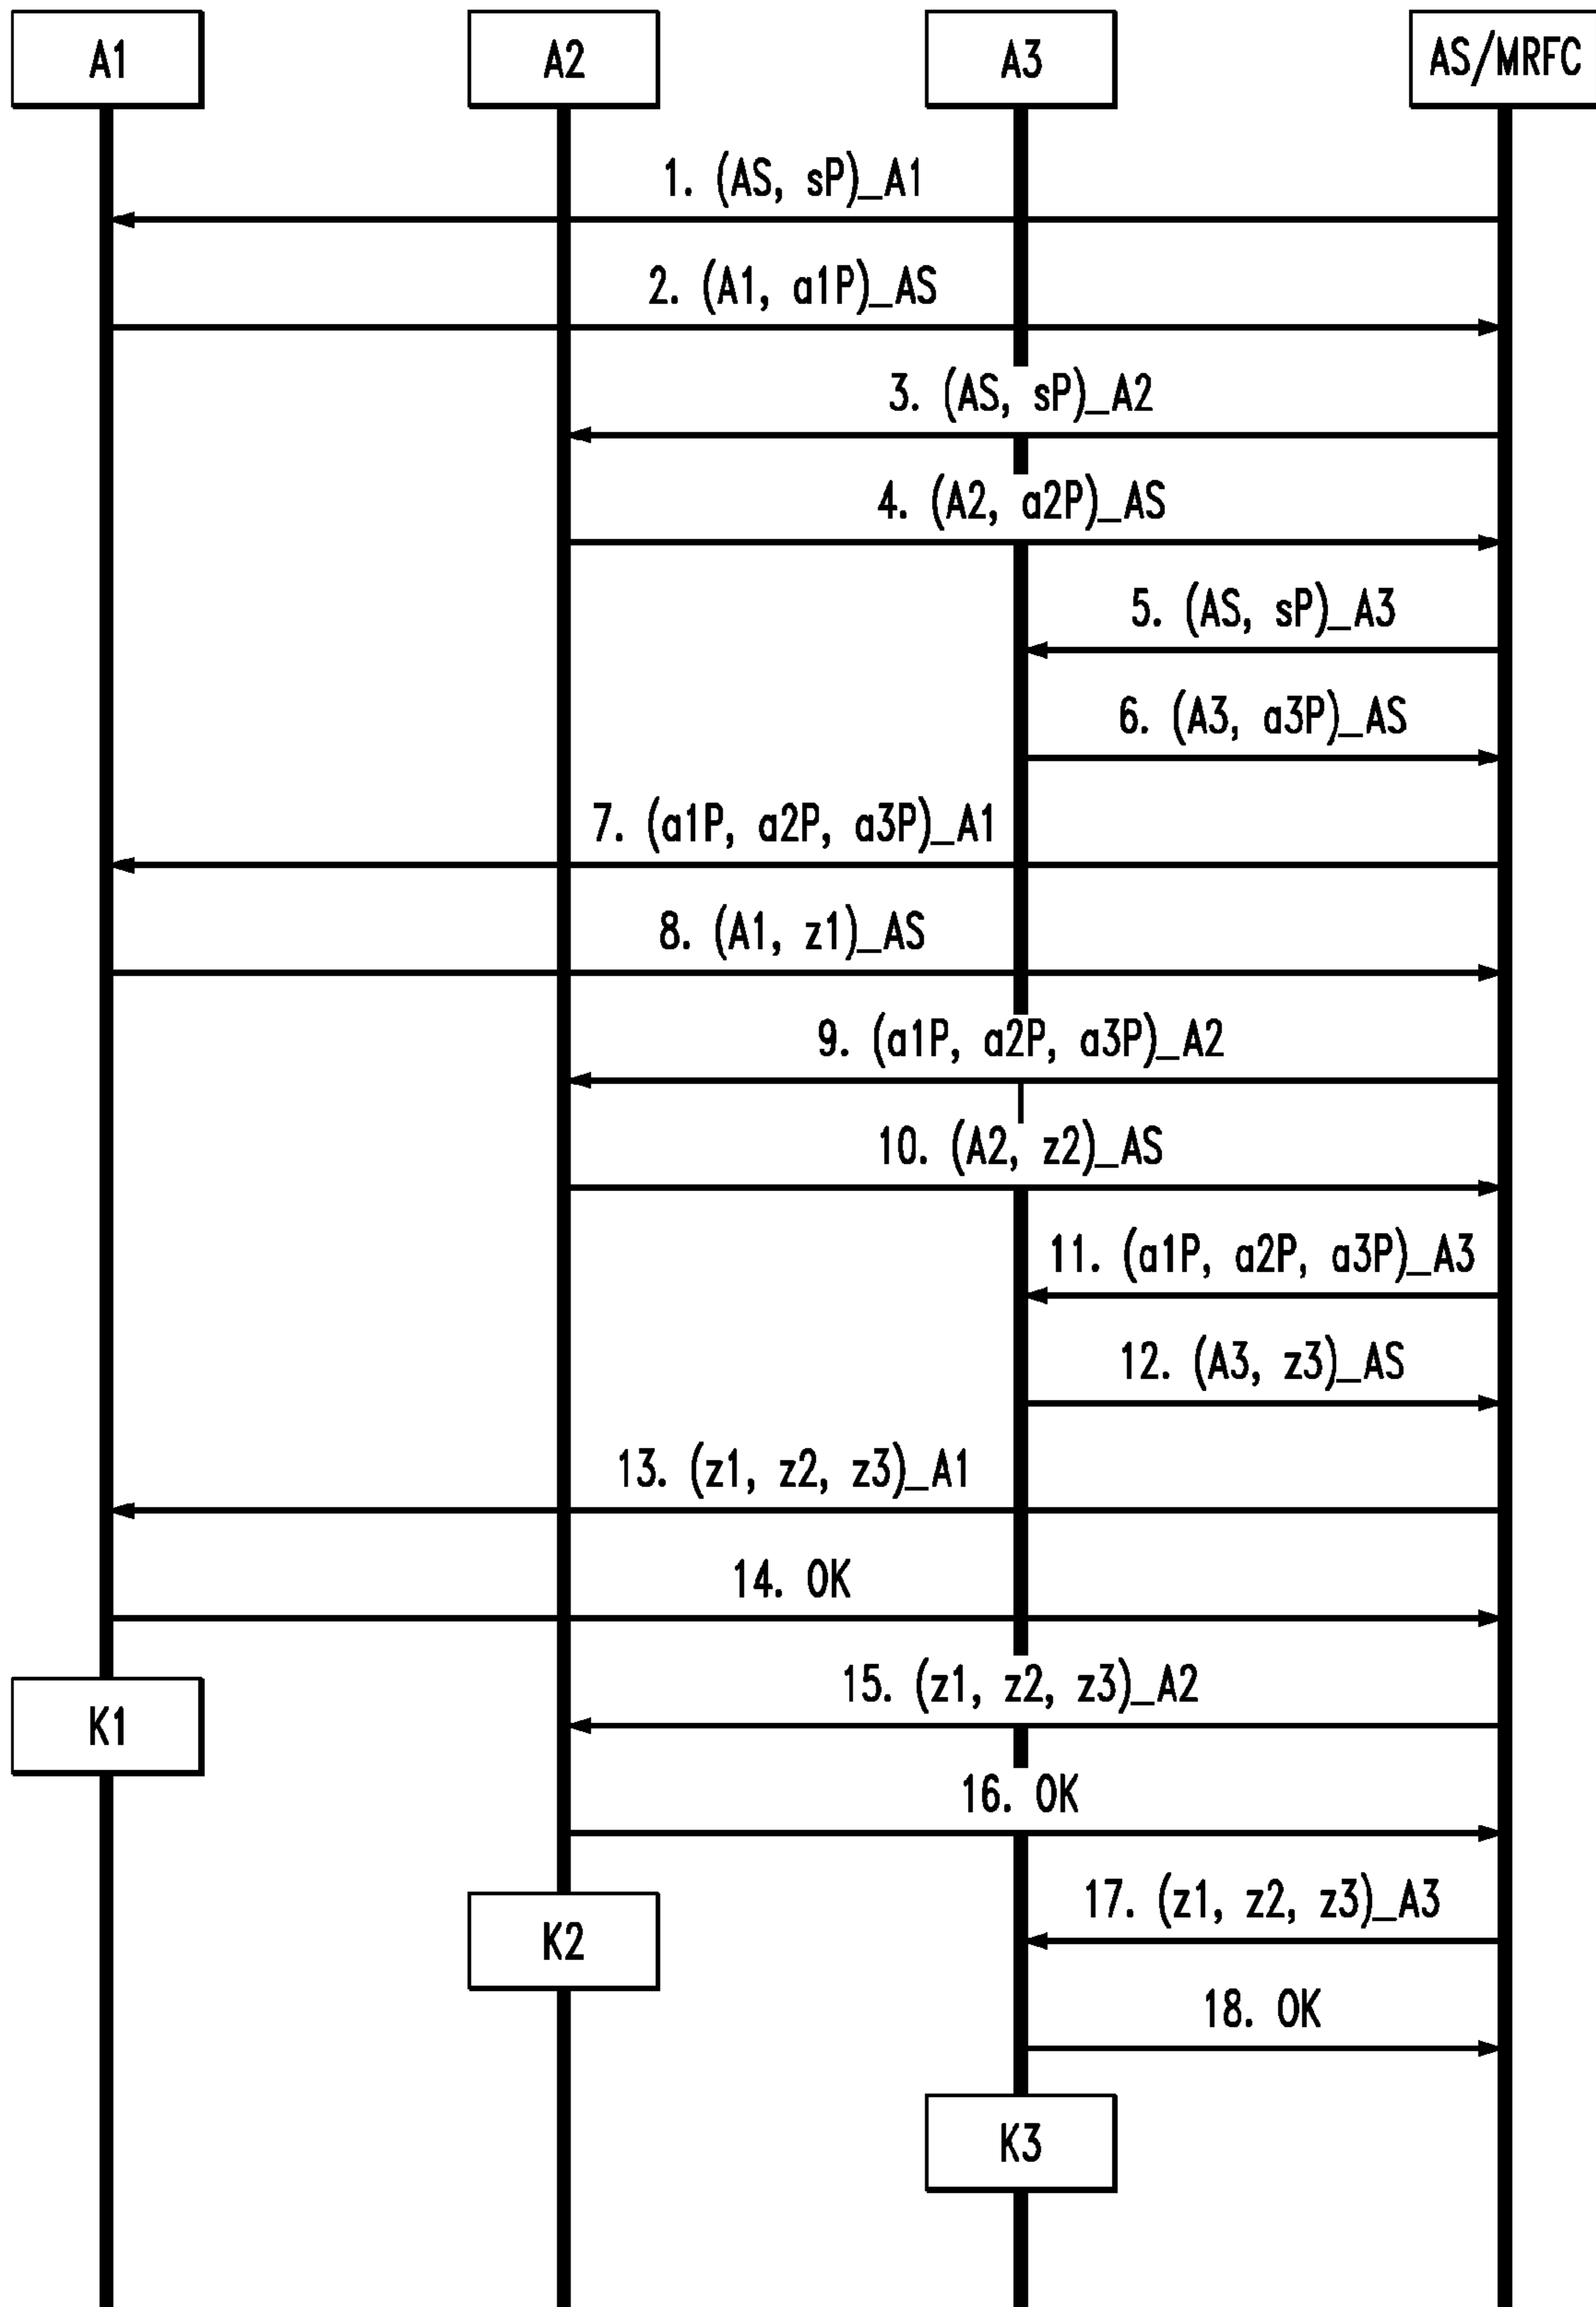 A1
A2
A3
AS/MRFC
1. (AS, sP)_A1
2. (A1, a1P)_AS
3. (AS, sP)_A2
4. (A2, a2P)_AS
5. (AS, sP)_A3
6. (A3, a3P)_AS
7. (a1P, a2P, a3P)_A1
8. (A1, z1)_AS
9. (a1P, a2P, a3P)_A2
10. (A2, z2)_AS
11. (a1P, a2P, a3P)_A3
12. (A3, z3)_AS
13. (z1, z2, z3)_A1
14. OK
15. (z1, z2, z3)_A2
K1
16. OK
17. (z1, z2, z3)_A3
K2
18. OK
K3